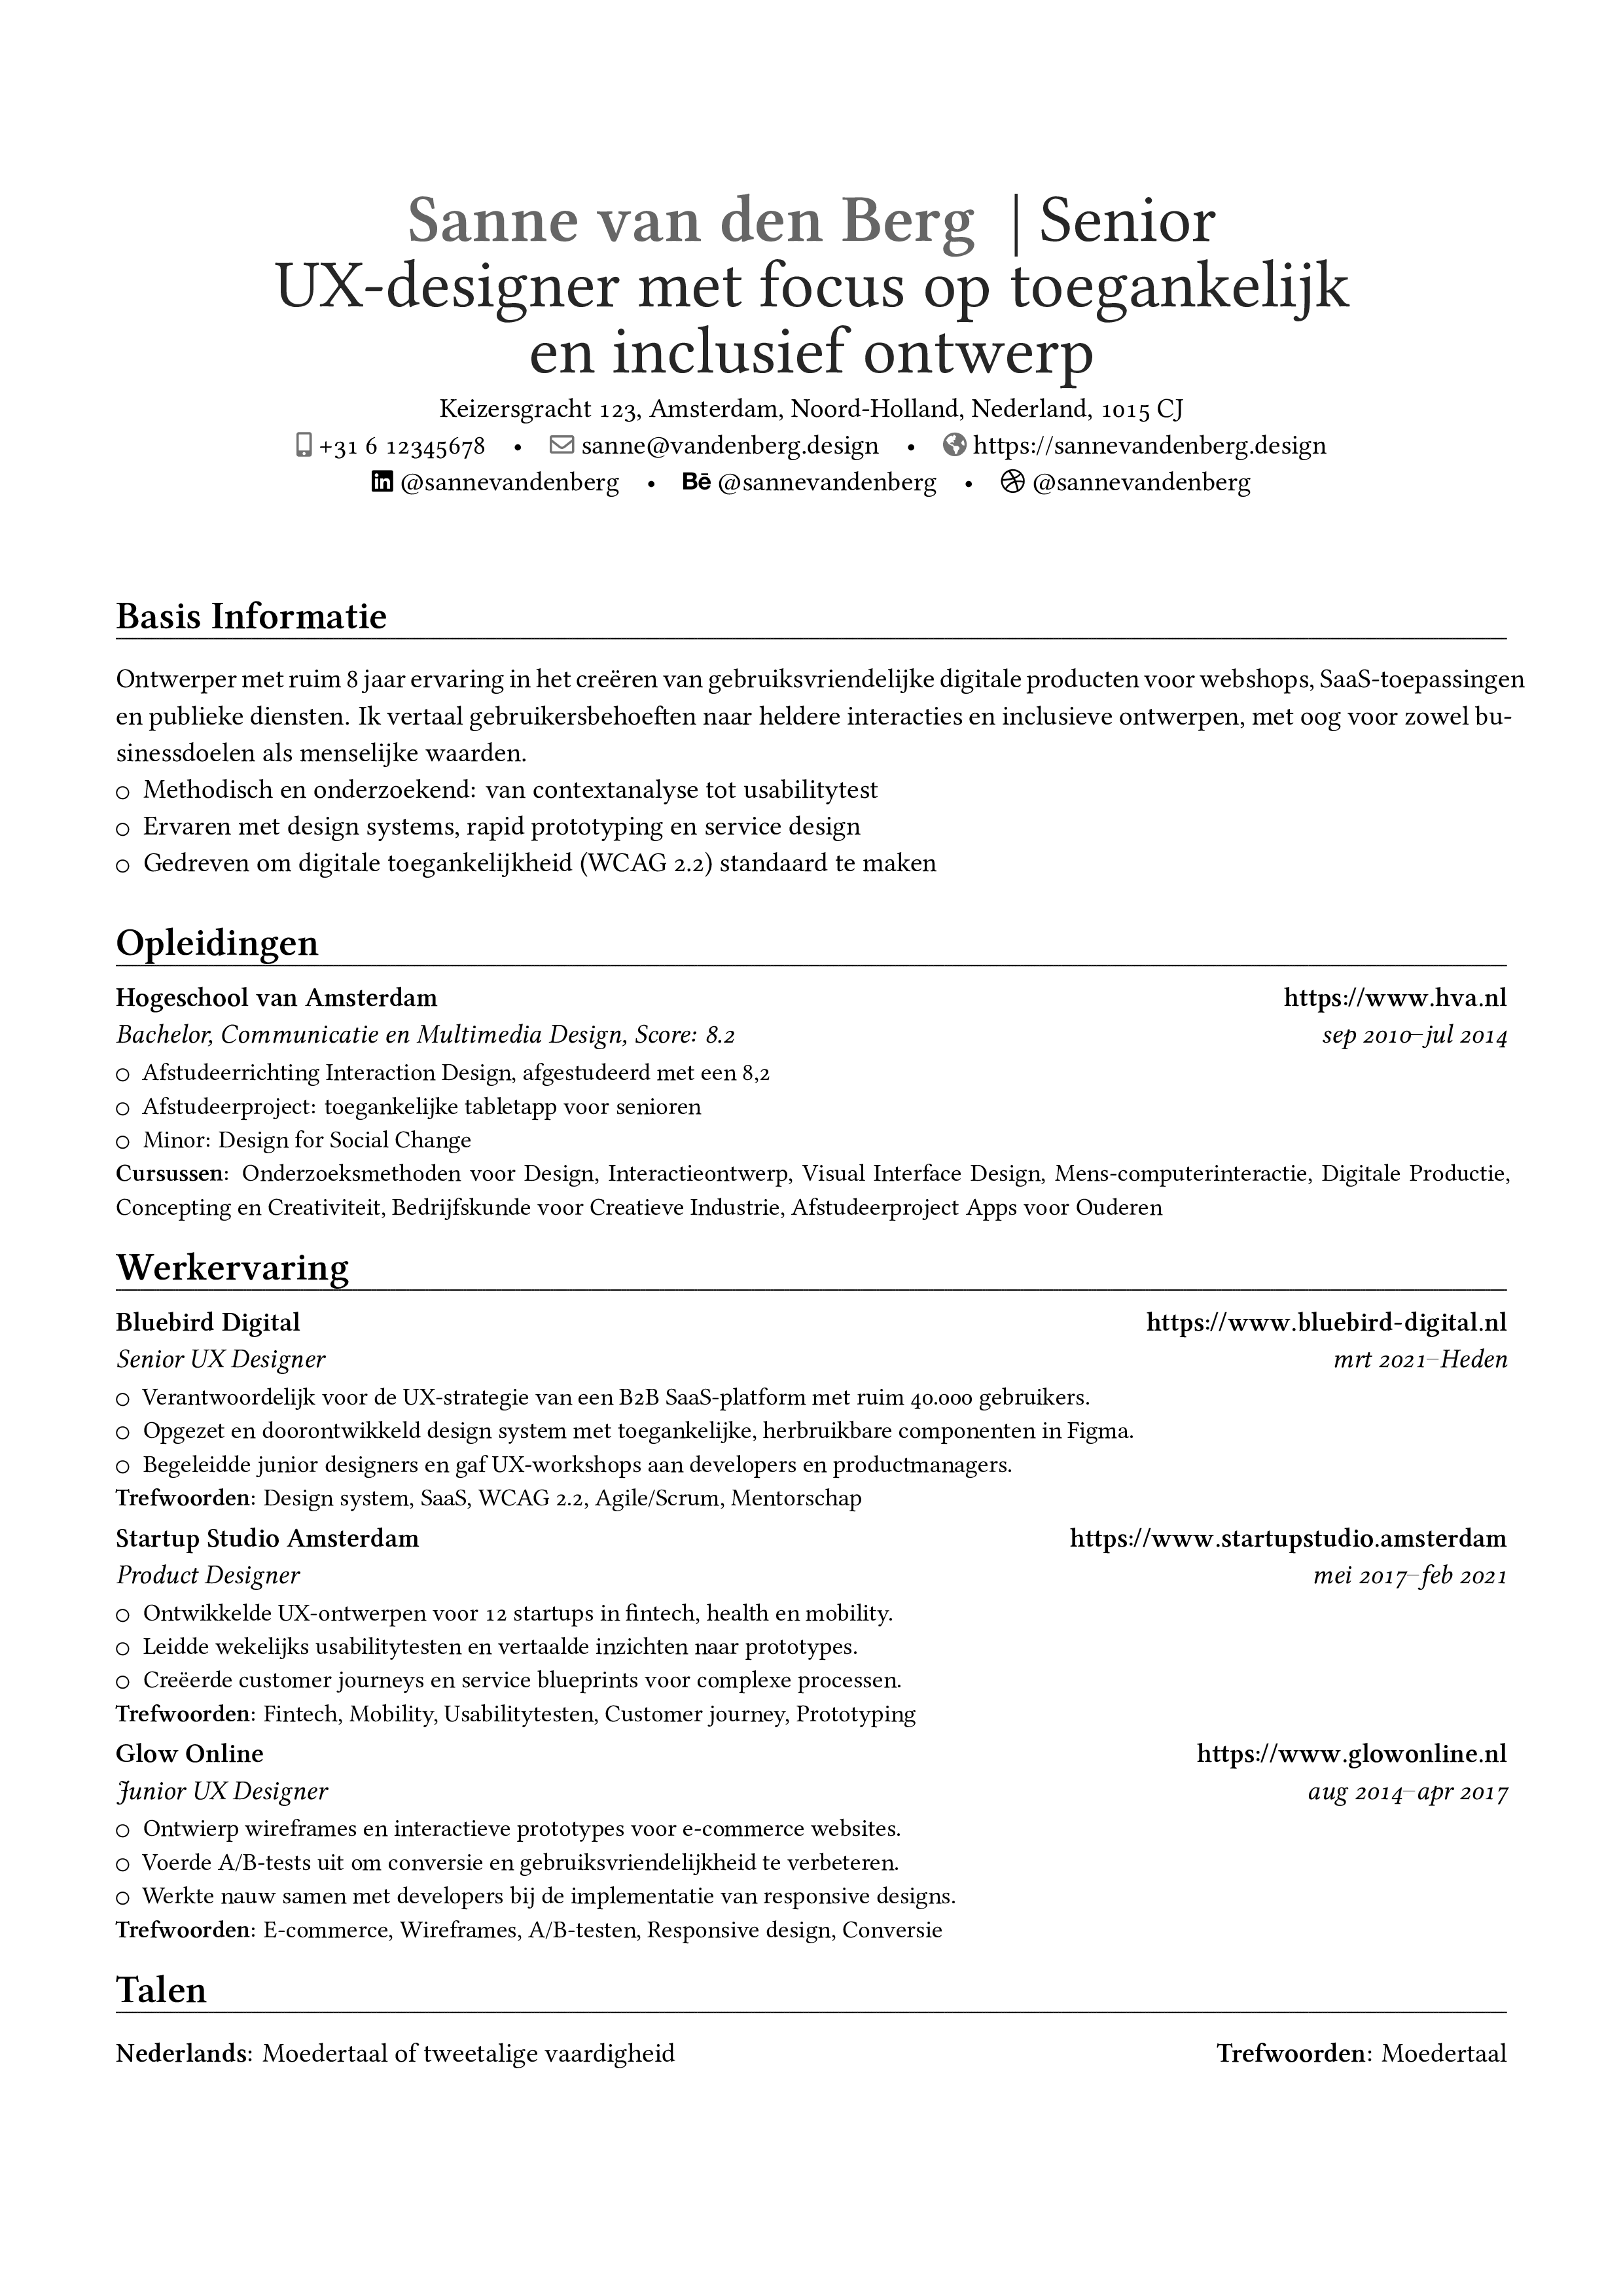 Sanne van den Berg | Senior
UX-designer met focus op toegankelijk
en inclusief ontwerp
Keizersgracht 123, Amsterdam, Noord-Holland, Nederland, 1015 CJ
+31 6 12345678 • sanne@vandenberg.design • https://sannevandenberg.design
@sannevandenberg • Bē @sannevandenberg • @sannevandenberg
Basis Informatie
Ontwerper met ruim 8 jaar ervaring in het creëren van gebruiksvriendelijke digitale producten voor webshops, SaaS-toepassingen
en publieke diensten. Ik vertaal gebruikersbehoeften naar heldere interacties en inclusieve ontwerpen, met oog voor zowel bu-
sinessdoelen als menselijke waarden.
○ Methodisch en onderzoekend: van contextanalyse tot usabilitytest
○ Ervaren met design systems, rapid prototyping en service design
○ Gedreven om digitale toegankelijkheid (WCAG 2.2) standaard te maken
Opleidingen
Hogeschool van Amsterdam https://www.hva.nl
Bachelor, Communicatie en Multimedia Design, Score: 8.2 sep 2010–jul 2014
○ Afstudeerrichting Interaction Design, afgestudeerd met een 8,2
○ Afstudeerproject: toegankelijke tabletapp voor senioren
○ Minor: Design for Social Change
Cursussen: Onderzoeksmethoden voor Design, Interactieontwerp, Visual Interface Design, Mens-computerinteractie, Digitale Productie,
Concepting en Creativiteit, Bedrijfskunde voor Creatieve Industrie, Afstudeerproject Apps voor Ouderen
Werkervaring
Bluebird Digital https://www.bluebird-digital.nl
Senior UX Designer mrt 2021–Heden
○ Verantwoordelijk voor de UX-strategie van een B2B SaaS-platform met ruim 40.000 gebruikers.
○ Opgezet en doorontwikkeld design system met toegankelijke, herbruikbare componenten in Figma.
○ Begeleidde junior designers en gaf UX-workshops aan developers en productmanagers.
Trefwoorden: Design system, SaaS, WCAG 2.2, Agile/Scrum, Mentorschap
Startup Studio Amsterdam https://www.startupstudio.amsterdam
Product Designer mei 2017–feb 2021
○ Ontwikkelde UX-ontwerpen voor 12 startups in fintech, health en mobility.
○ Leidde wekelijks usabilitytesten en vertaalde inzichten naar prototypes.
○ Creëerde customer journeys en service blueprints voor complexe processen.
Trefwoorden: Fintech, Mobility, Usabilitytesten, Customer journey, Prototyping
Glow Online https://www.glowonline.nl
Junior UX Designer aug 2014–apr 2017
○ Ontwierp wireframes en interactieve prototypes voor e-commerce websites.
○ Voerde A/B-tests uit om conversie en gebruiksvriendelijkheid te verbeteren.
○ Werkte nauw samen met developers bij de implementatie van responsive designs.
Trefwoorden: E-commerce, Wireframes, A/B-testen, Responsive design, Conversie
Talen
Nederlands: Moedertaal of tweetalige vaardigheid Trefwoorden: Moedertaal